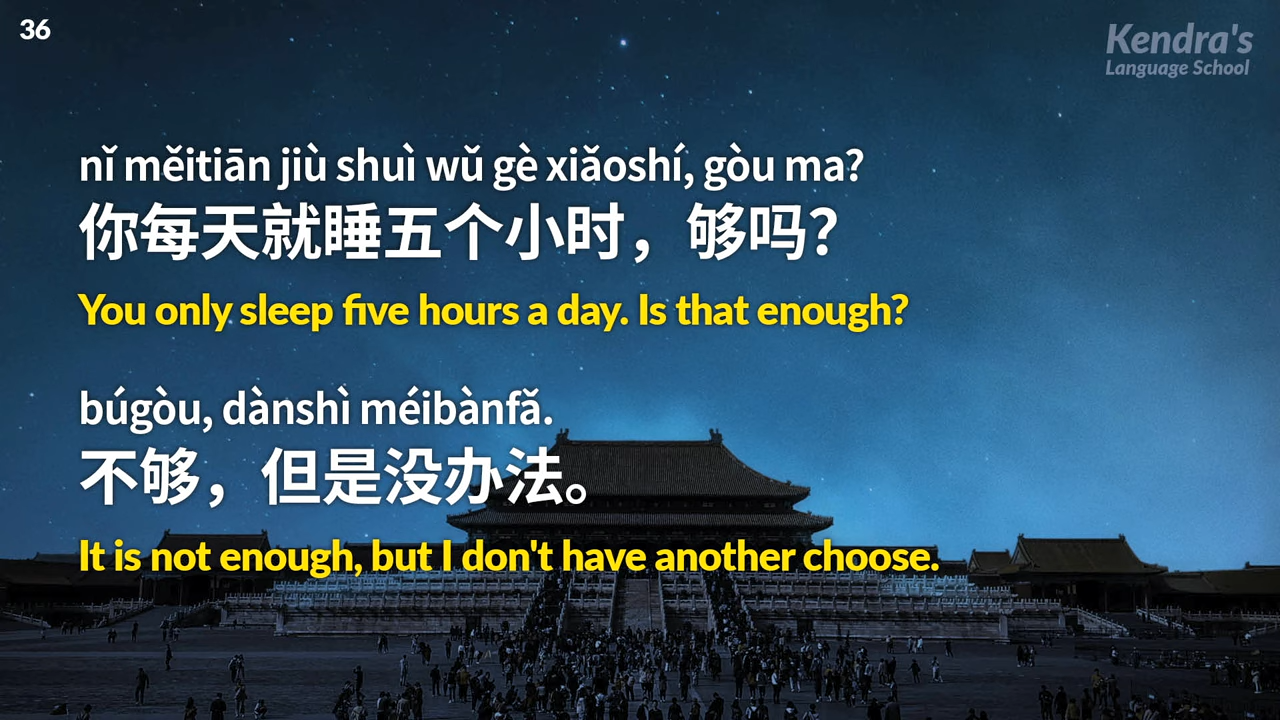 36
Kendra's
Language School
nǐ měitiān jiù shuì wǔ gè xiǎoshí, gòu ma?
你每天就睡五个小时，够吗？
You only sleep five hours a day. Is that enough?
búgòu, dànshì méibànfǎ.
不够，但是没办法。
It is not enough, but I don't have another choose.